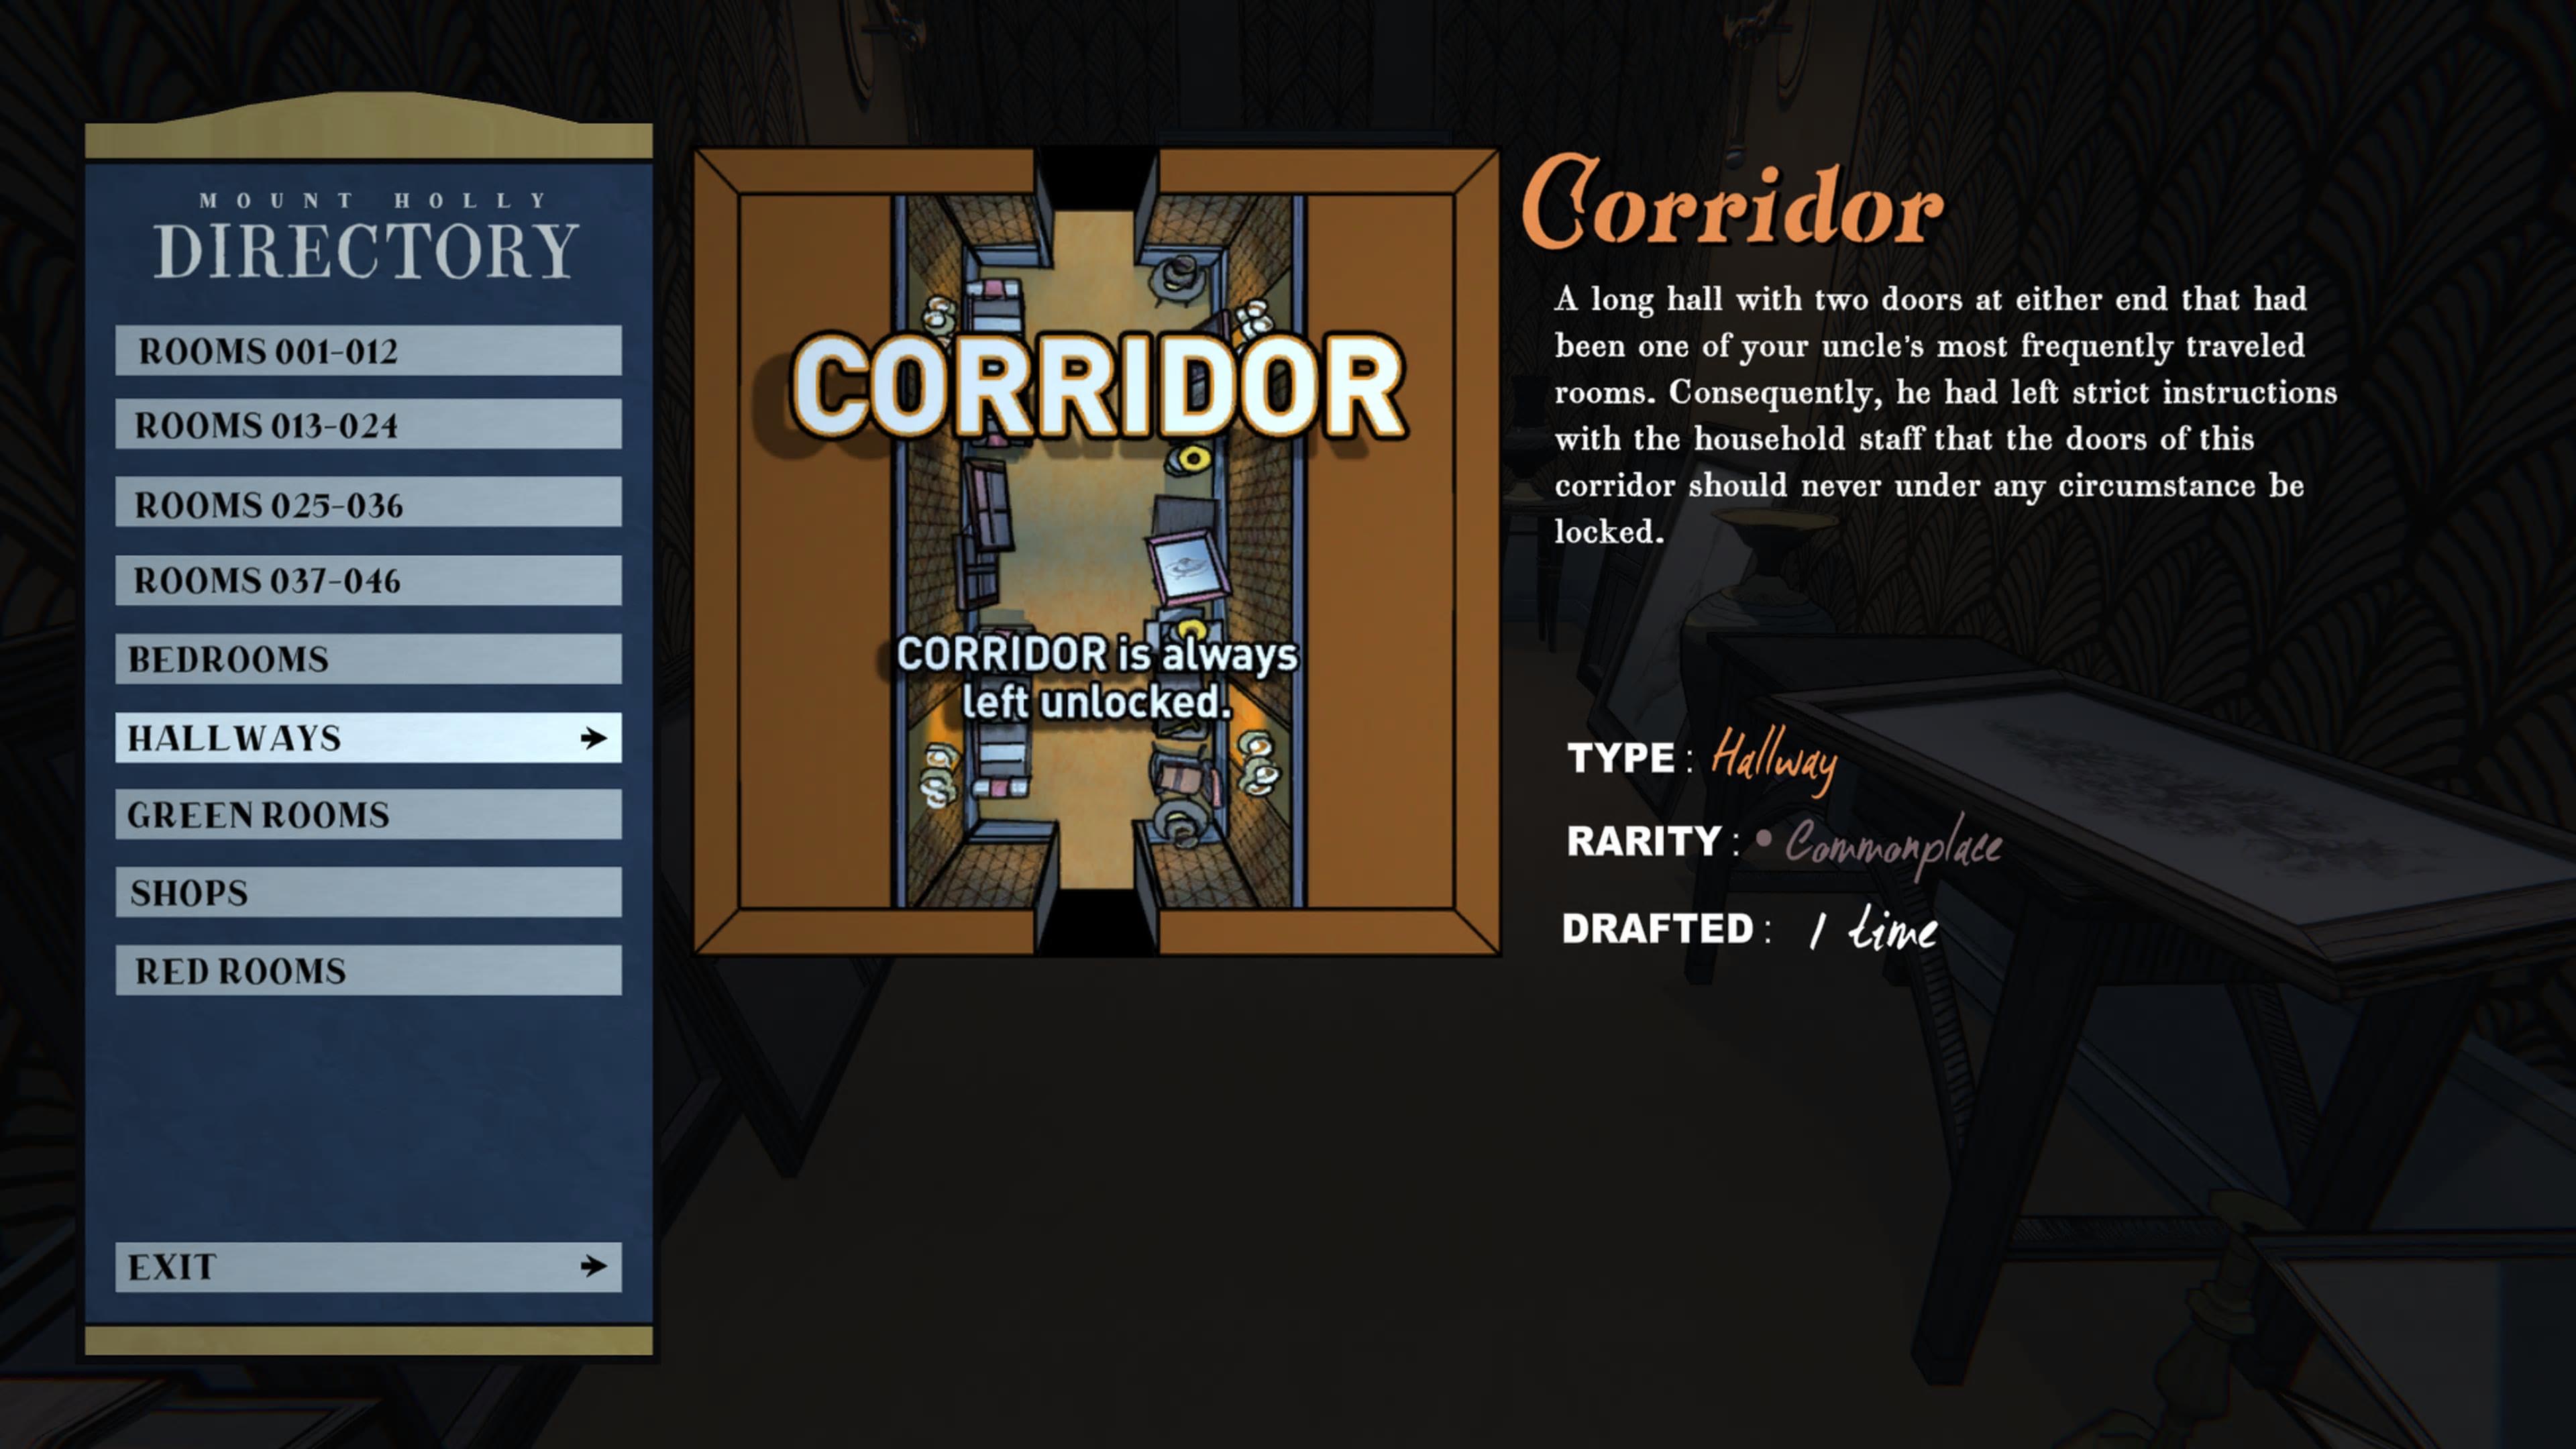 MOUNT HOLLY
DIRECTORY
ROOMS 001-012
ROOMS 013-024
ROOMS 025-036
ROOMS 037-046
BEDROOMS
HALLWAYS
GREEN ROOMS
SHOPS
RED ROOMS
EXIT
CORRIDOR
CORRIDOR is always
left unlocked.
Corridor
A long hall with two doors at either end that had
been one of your uncle's most frequently traveled
rooms. Consequently, he had left strict instructions
with the household staff that the doors of this
corridor should never under any circumstance be
locked.
TYPE : Hallway
RARITY : • Commonplace
DRAFTED : 1 time